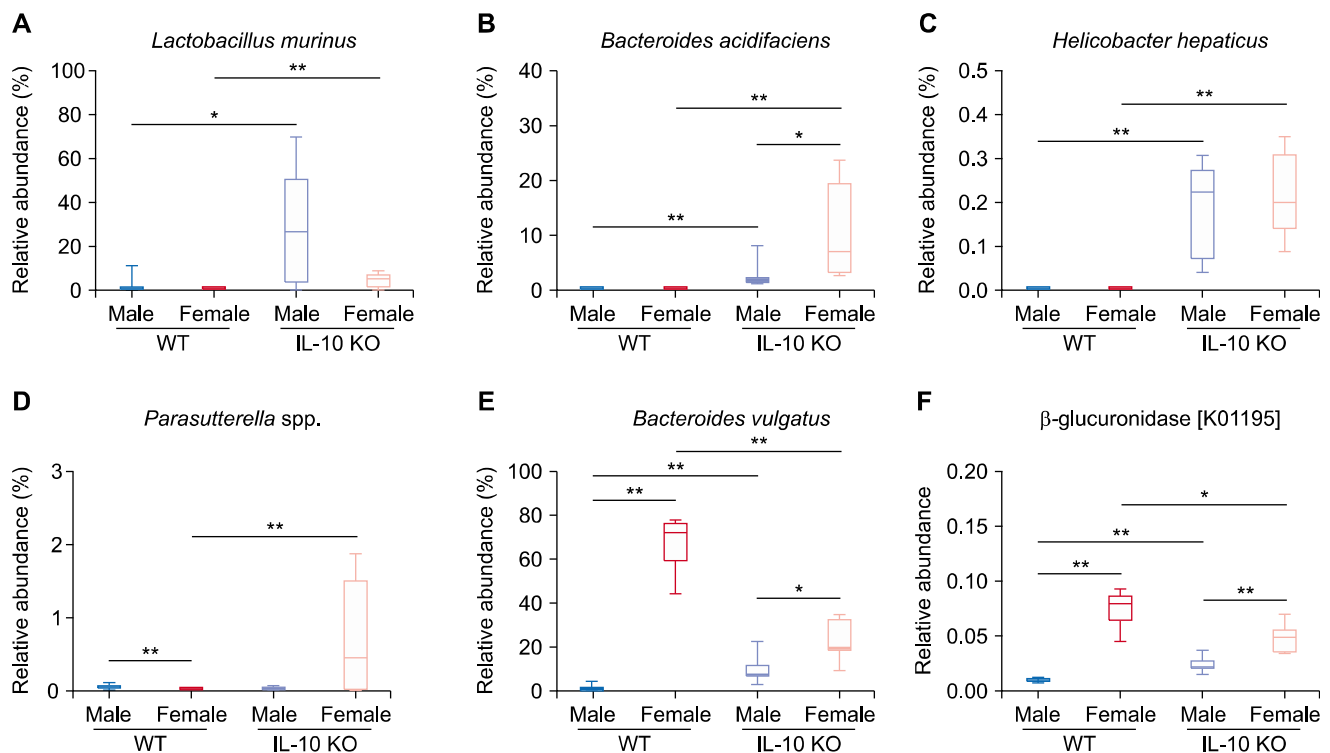 A
Lactobacillus murinus
Relative abundance (%)
100
80
60
40
20
0
*
**
Male Female Male Female
WT IL-10 KO
B
Bacteroides acidifaciens
Relative abundance (%)
40
30
20
10
0
**
*
**
Male Female Male Female
WT IL-10 KO
C
Helicobacter hepaticus
Relative abundance (%)
0.5
0.4
0.3
0.2
0.1
0.0
**
**
Male Female Male Female
WT IL-10 KO
D
Parasutterella spp.
Relative abundance (%)
3
2
1
0
**
**
Male Female Male Female
WT IL-10 KO
E
Bacteroides vulgatus
Relative abundance (%)
100
80
60
40
20
0
**
**
**
*
Male Female Male Female
WT IL-10 KO
F
β-glucuronidase [K01195]
Relative abundance
0.20
0.15
0.10
0.05
0.00
*
**
**
**
Male Female Male Female
WT IL-10 KO